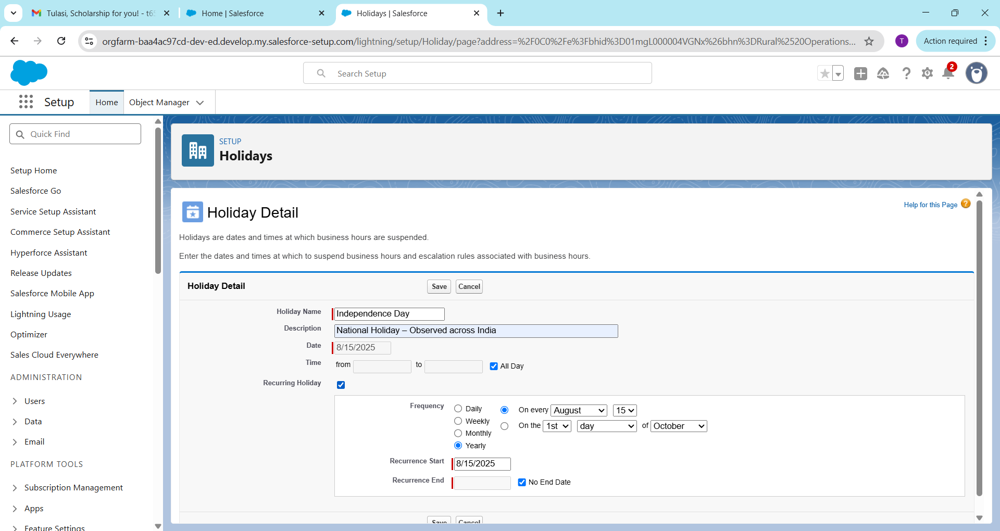 Tulasi, Scholarship for you! - t6
Home | Salesforce
Holidays | Salesforce
orgfarm-baa4ac97cd-dev-ed.develop.my.salesforce-setup.com/lightning/setup/Holiday/page?address=%2F0C0%2Fe%3Fbhid%3D01mgL000004VGNx%26bhn%3DRural%2520Operations...
T
Action required
Search Setup
2
Setup
Home
Object Manager
Quick Find
Setup Home
Salesforce Go
Service Setup Assistant
Commerce Setup Assistant
Hyperforce Assistant
Release Updates
Salesforce Mobile App
Lightning Usage
Optimizer
Sales Cloud Everywhere
ADMINISTRATION
Users
Data
Email
PLATFORM TOOLS
Subscription Management
Apps
Feature Settings
SETUP
Holidays
Holiday Detail
Help for this Page ?
Holidays are dates and times at which business hours are suspended.
Enter the dates and times at which to suspend business hours and escalation rules associated with business hours.
Holiday Detail
Save Cancel
Holiday Name Independence Day
Description National Holiday – Observed across India
Date 8/15/2025
Time from to All Day
Recurring Holiday
Frequency
Daily
Weekly
Monthly
Yearly
On every August 15
On the 1st day of October
Recurrence Start 8/15/2025
Recurrence End No End Date
Save Cancel